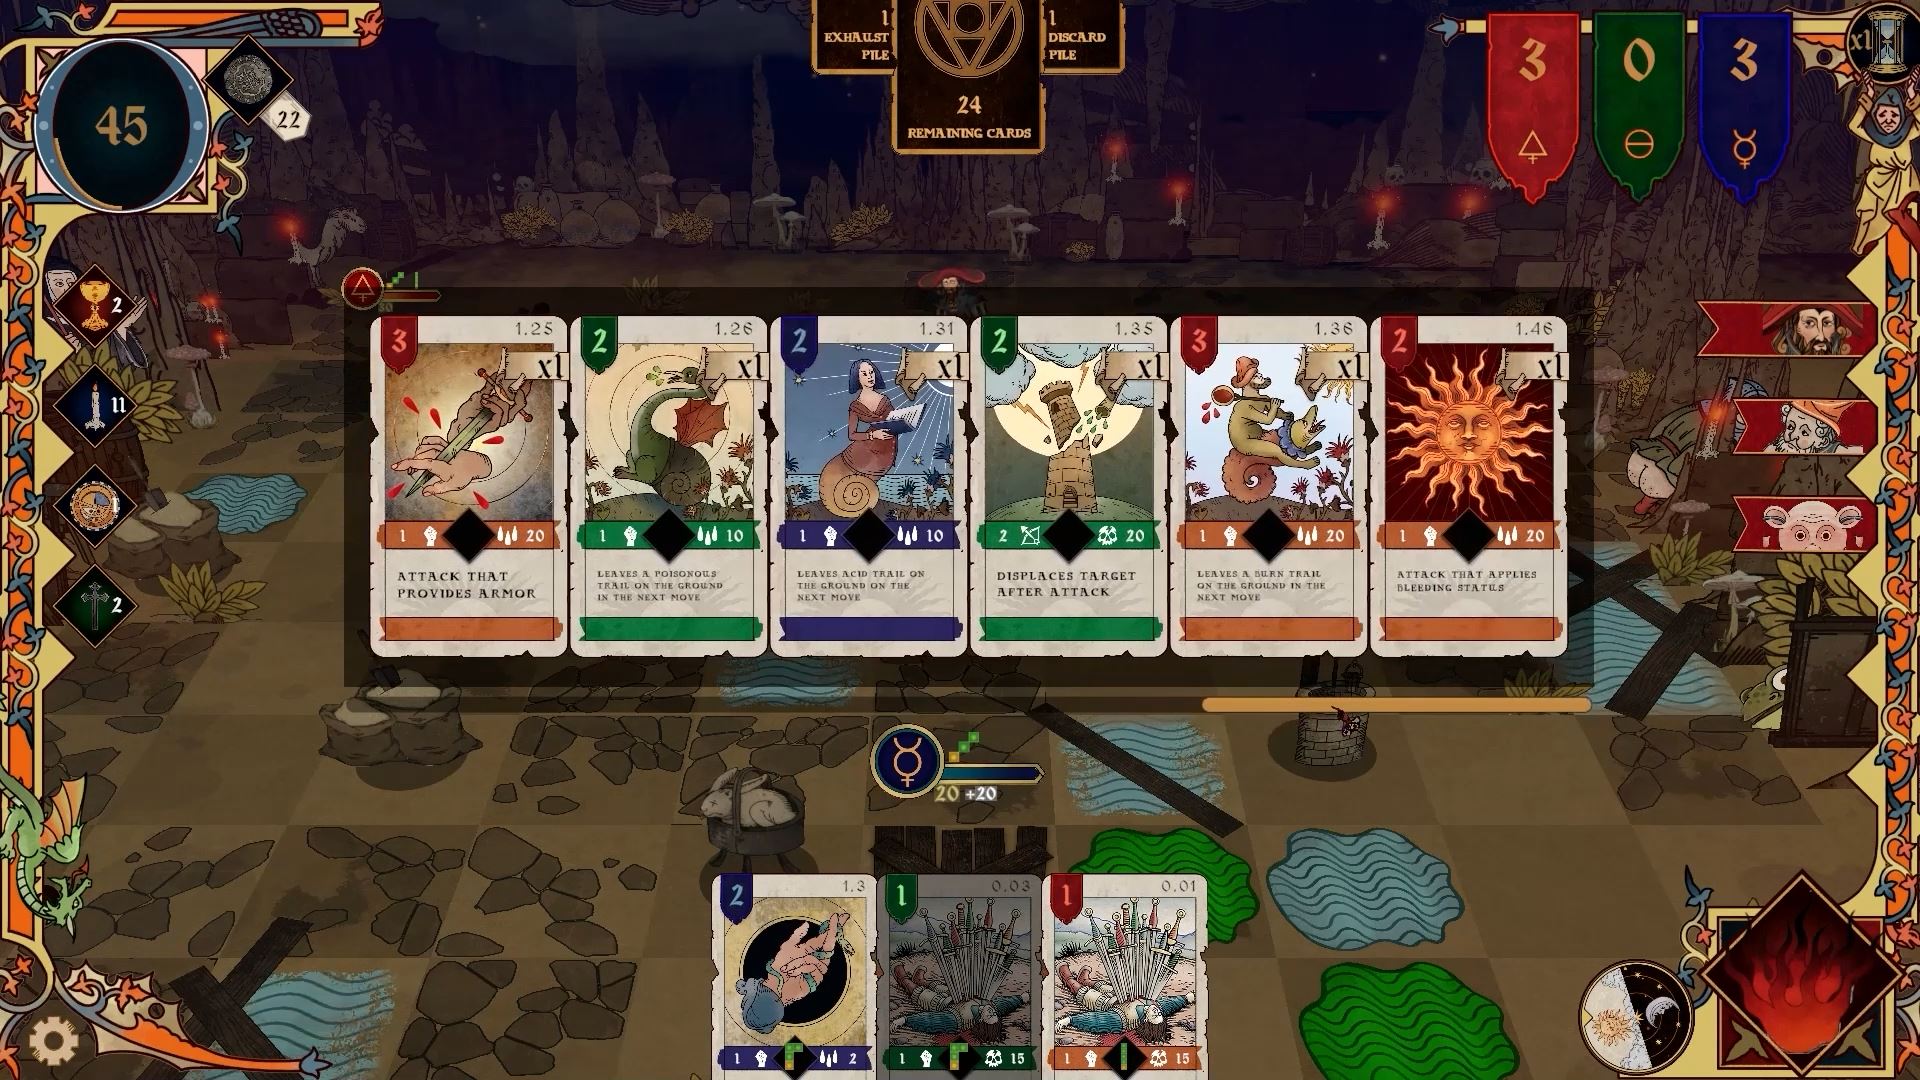 45
22
1
EXHAUST
PILE
1
DISCARD
PILE
24
REMAINING CARDS
3
0
3
x1
2
11
2
3
1.25
x1
1
20
ATTACK THAT
PROVIDES ARMOR
2
1.26
x1
1
10
LEAVES A POISONOUS
TRAIL ON THE GROUND
IN THE NEXT MOVE
2
1.31
x1
1
10
LEAVES ACID TRAIL ON
THE GROUND ON THE
NEXT MOVE
2
1.35
x1
2
20
DISPLACES TARGET
AFTER ATTACK
3
1.36
x1
1
20
LEAVES A BURN TRAIL
ON THE GROUND IN THE
NEXT MOVE
2
1.46
x1
1
20
ATTACK THAT APPLIES
BLEEDING STATUS
20 +20
2
1.3
1
2
1
0.03
1
15
1
0.01
1
15